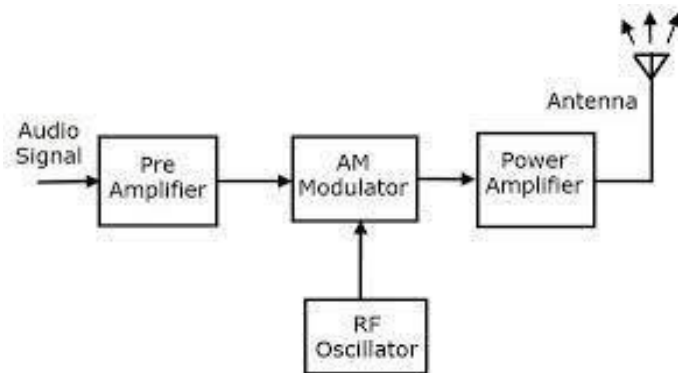 Audio
Signal
Pre
Amplifier
AM
Modulator
Power
Amplifier
Antenna
RF
Oscillator